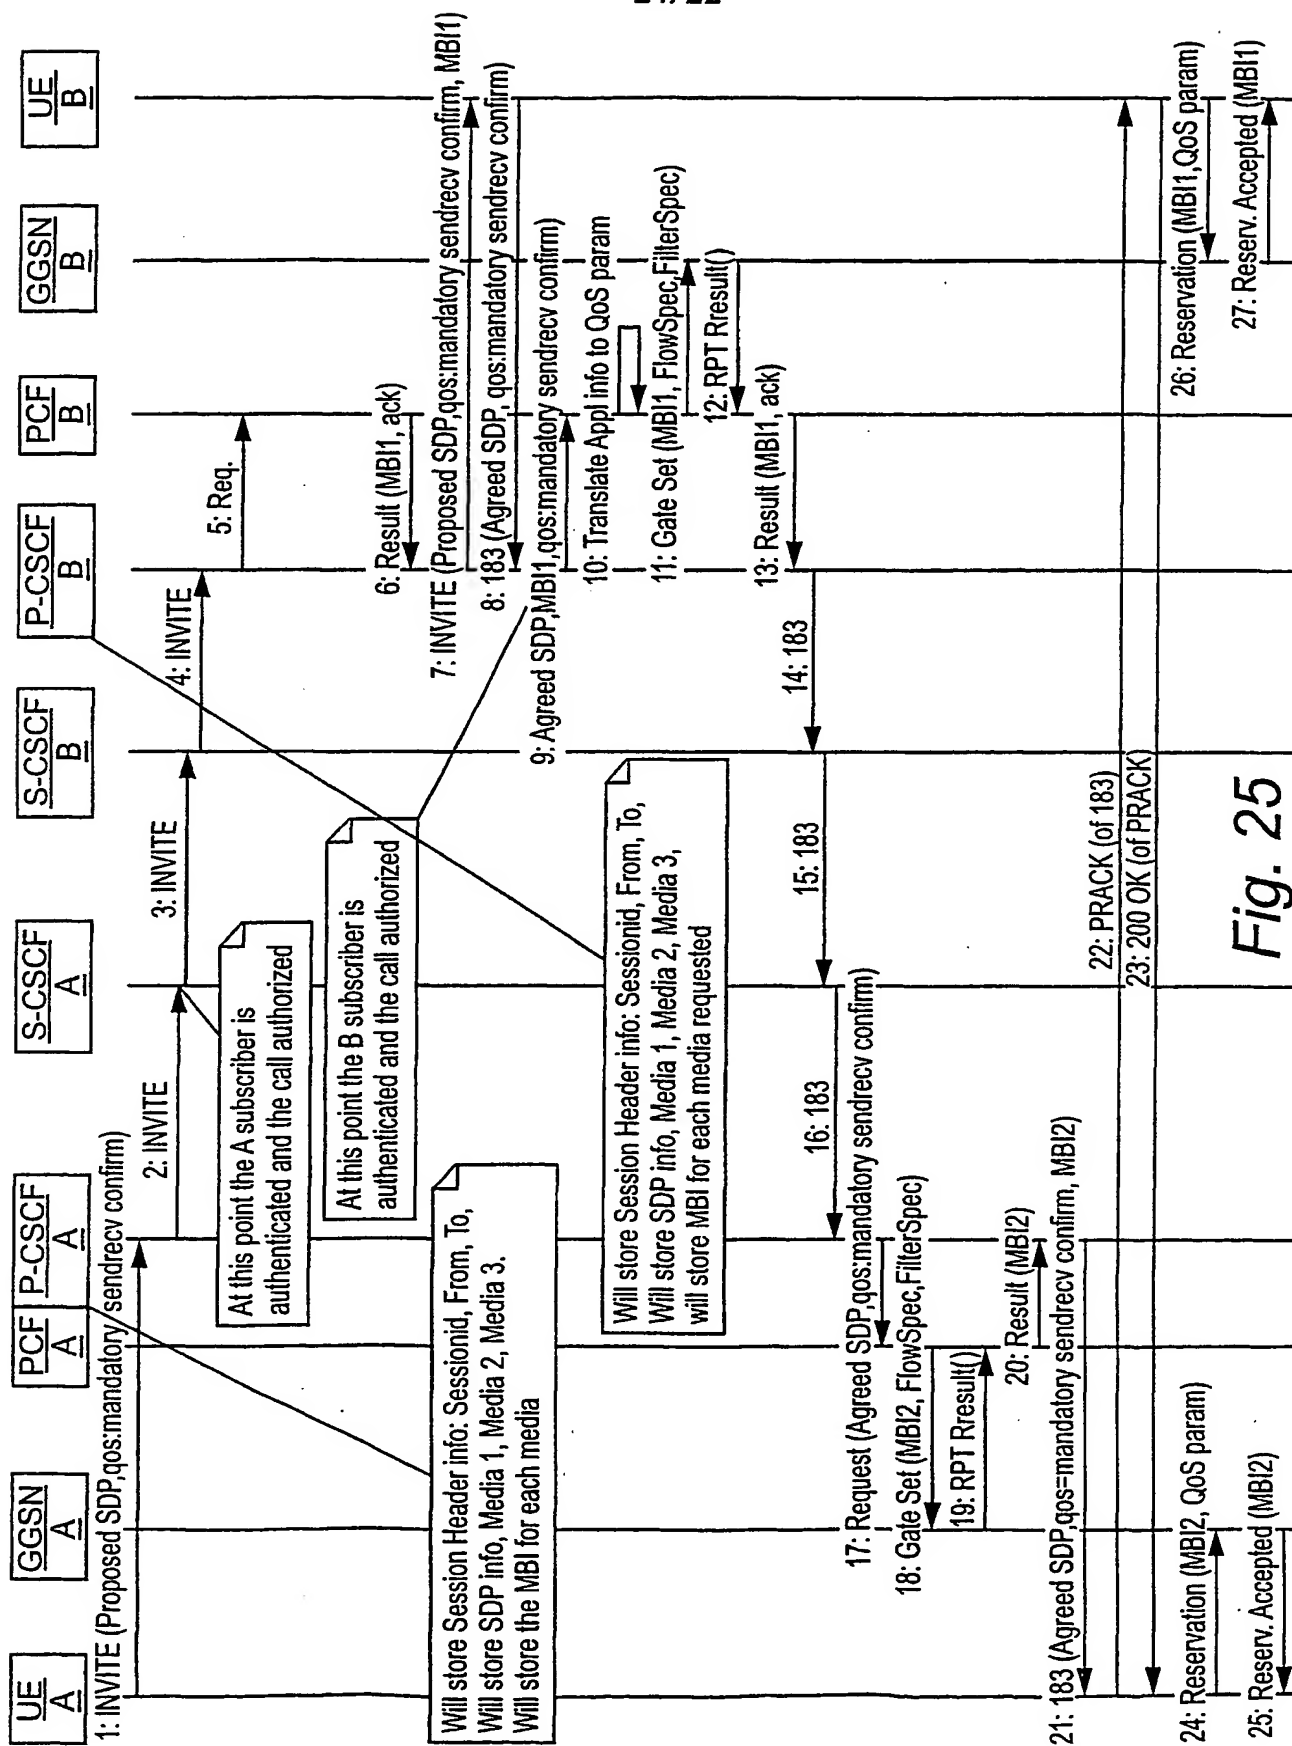 UE
A
GGSN
A
PCF
A
P-CSCF
A
S-CSCF
A
S-CSCF
B
P-CSCF
B
PCF
B
GGSN
B
UE
B
1: INVITE (Proposed SDP,qos:mandatory sendrecv confirm)
2: INVITE
3: INVITE
4: INVITE
5: Req.
At this point the A subscriber is
authenticated and the call authorized
At this point the B subscriber is
authenticated and the call authorized
6: Result (MBI1, ack)
7: INVITE (Proposed SDP,qos:mandatory sendrecv confirm, MBI1)
8: 183 (Agreed SDP, qos:mandatory sendrecv confirm)
9: Agreed SDP,MBI1,qos:mandatory sendrecv confirm)
Will store Session Header info: Sessionid, From, To,
Will store SDP info, Media 1, Media 2, Media 3.
Will store the MBI for each media
10: Translate Appl info to QoS param
11: Gate Set (MBI1, FlowSpec,FilterSpec)
12: RPT Rresult()
Will store Session Header info: Sessionid, From, To,
Will store SDP info, Media 1, Media 2, Media 3,
will store MBI for each media requested
13: Result (MBI1, ack)
14: 183
15: 183
16: 183
17: Request (Agreed SDP,qos:mandatory sendrecv confirm)
18: Gate Set (MBI2, FlowSpec,FilterSpec)
19: RPT Rresult()
20: Result (MBI2)
21: 183 (Agreed SDP,qos=mandatory sendrecv confirm, MBI2)
22: PRACK (of 183)
23: 200 OK (of PRACK)
24: Reservation (MBI2, QoS param)
25: Reserv. Accepted (MBI2)
26: Reservation (MBI1,QoS param)
27: Reserv. Accepted (MBI1)
Fig. 25